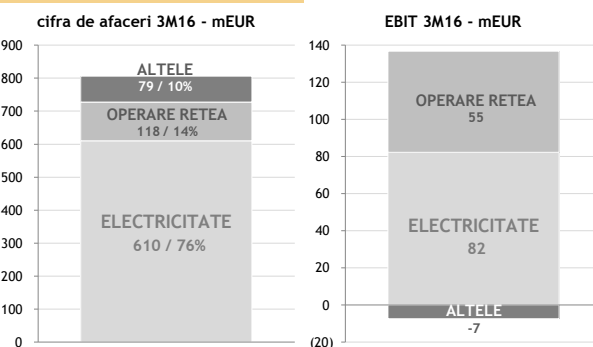 cifra de afaceri 3M16 - mEUR
900
800
700
600
500
400
300
200
100
0
ALTELE
79 / 10%
OPERARE RETEA
118 / 14%
ELECTRICITATE
610 / 76%
EBIT 3M16 - mEUR
140
120
100
80
60
40
20
0
(20)
OPERARE RETEA
55
ELECTRICITATE
82
ALTELE
-7